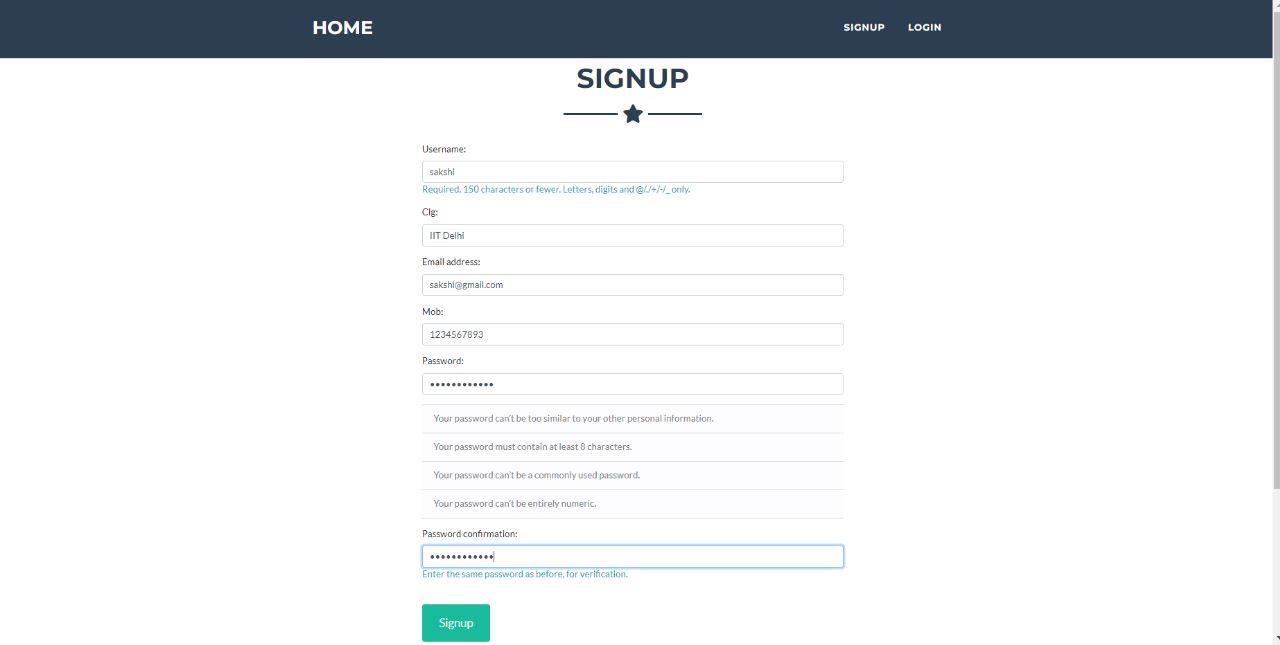 HOME
SIGNUP
LOGIN
SIGNUP
Username:
sakshi
Required. 150 characters or fewer. Letters, digits and @/./+/-/_ only.
Clg:
IIT Delhi
Email address:
sakshi@gmail.com
Mob:
1234567893
Password:
••••••••••••
Your password can't be too similar to your other personal information.
Your password must contain at least 8 characters.
Your password can't be a commonly used password.
Your password can't be entirely numeric.
Password confirmation:
••••••••••••
Enter the same password as before, for verification.
Signup